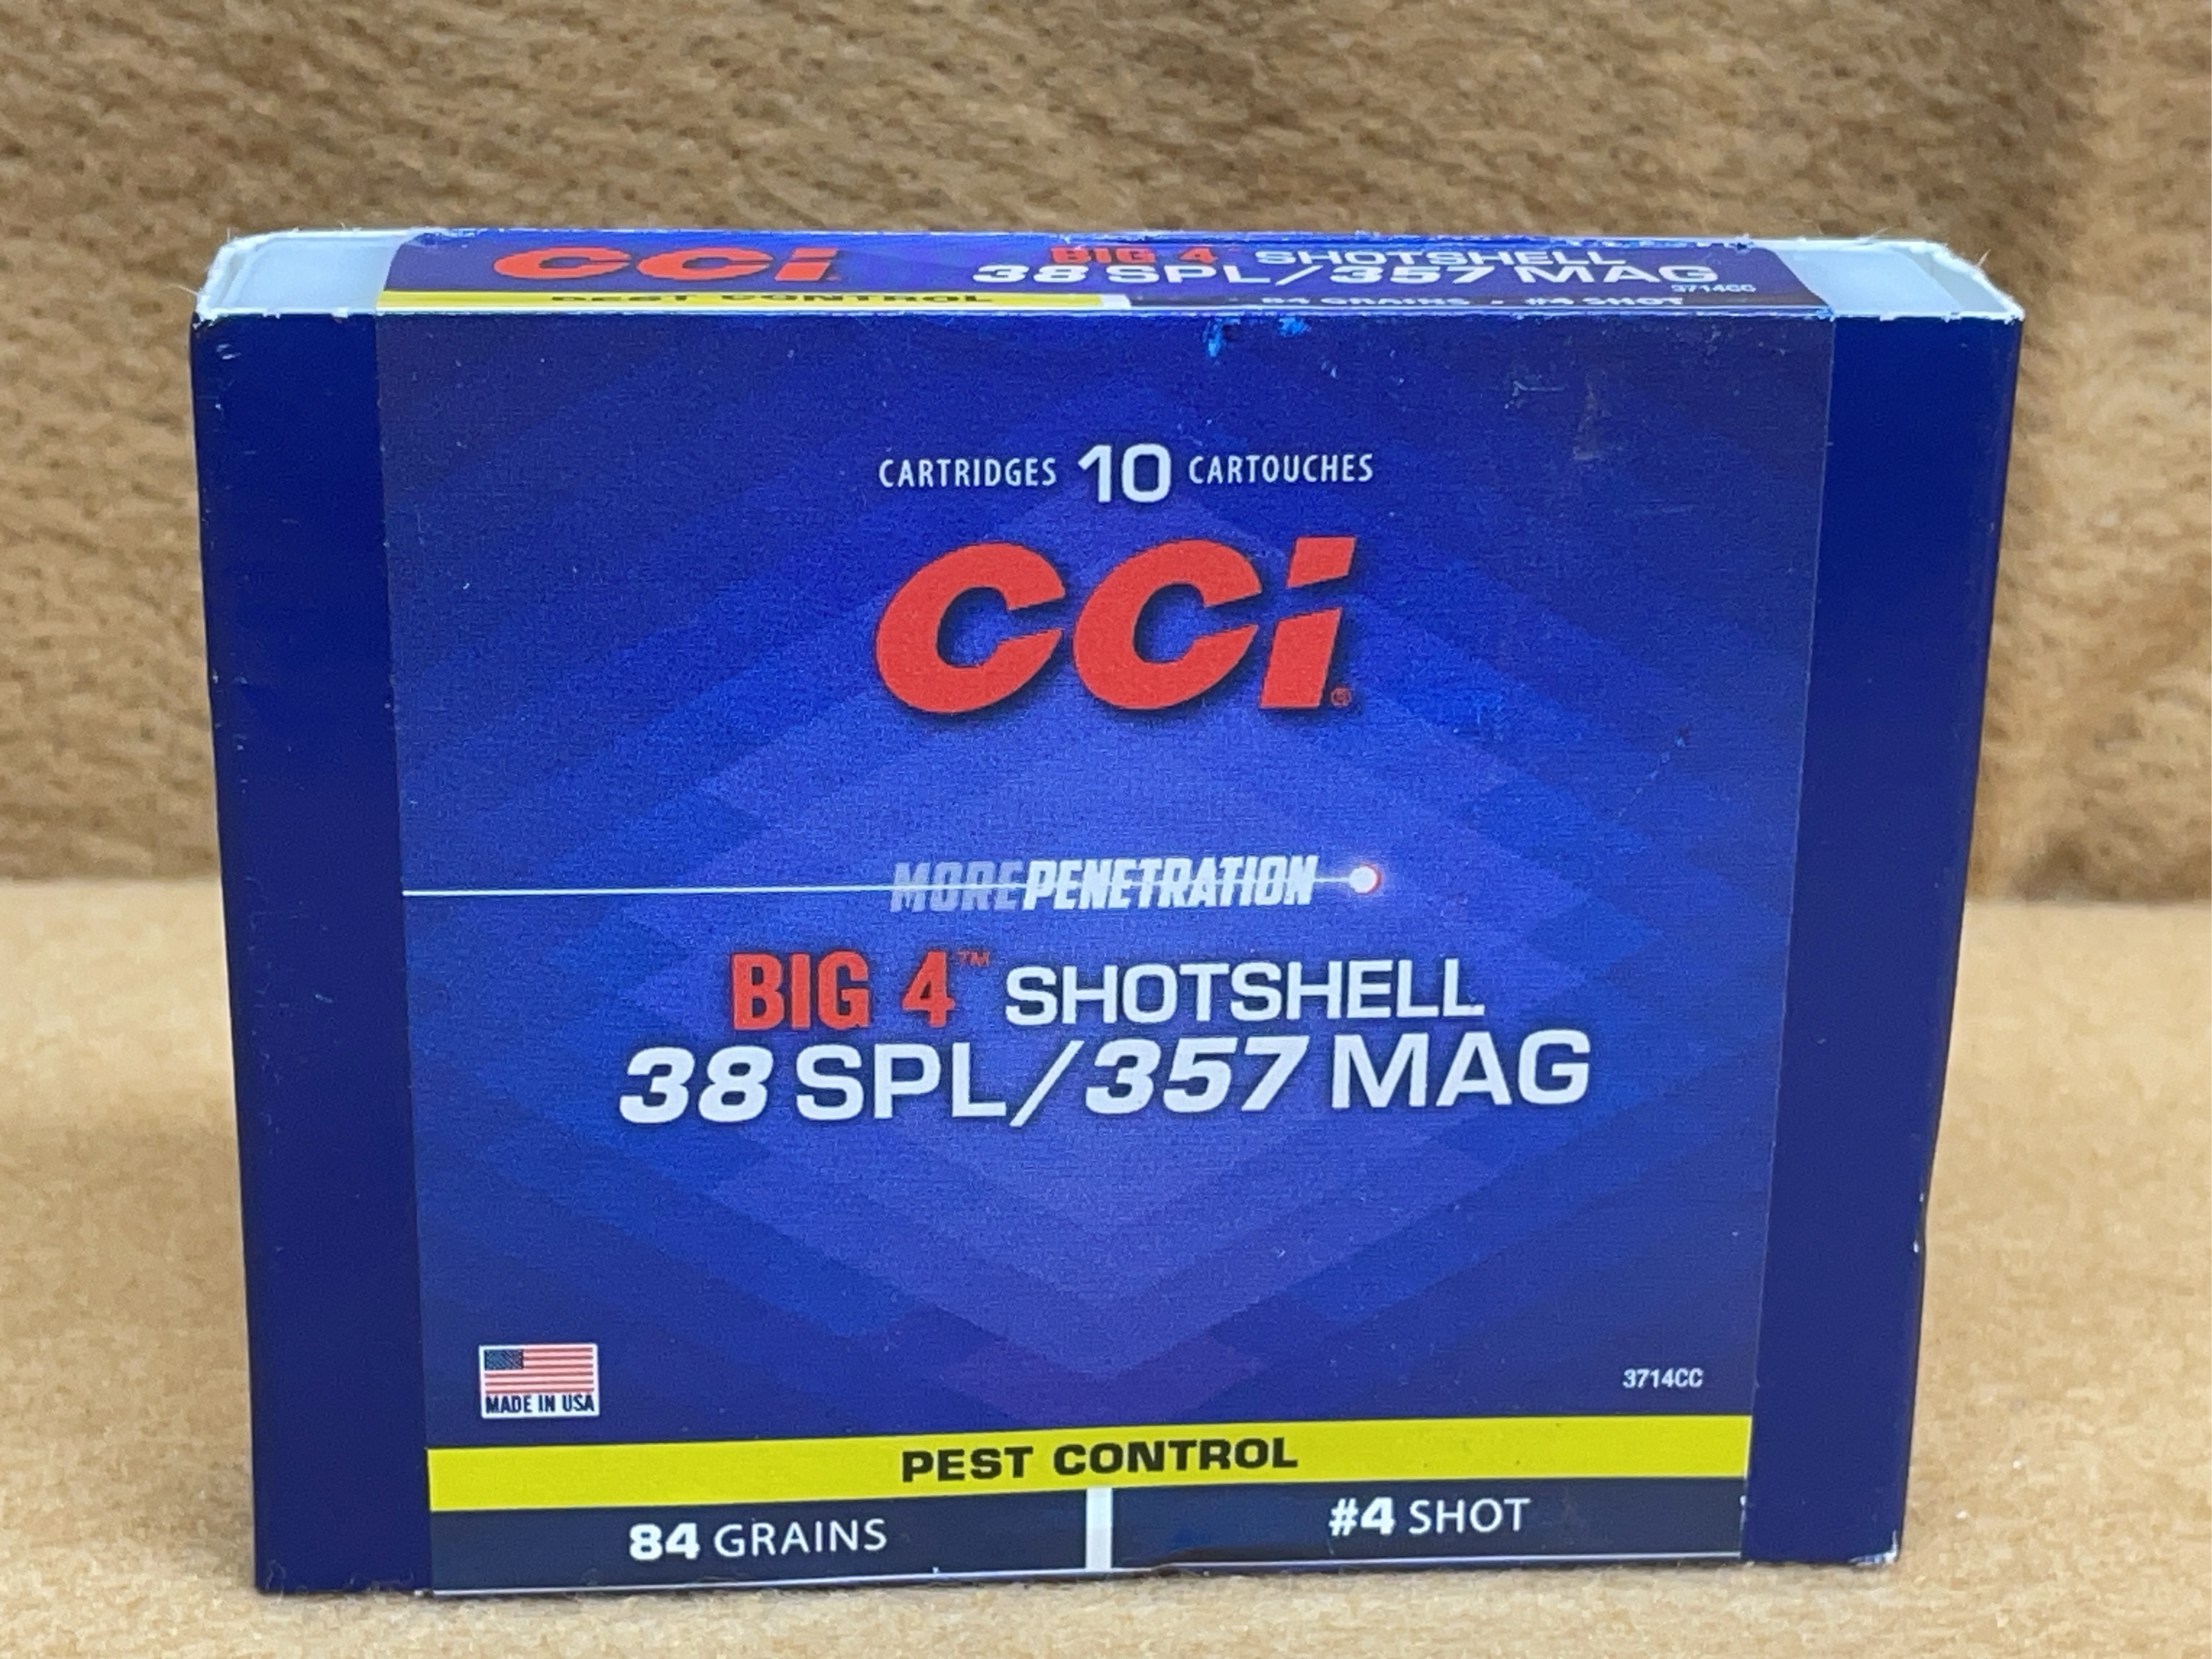 CCi
BIG 4 SHOTSHELL
38 SPL/357 MAG
3714CC
PEST CONTROL
84 GRAINS - #4 SHOT
CARTRIDGES 10 CARTOUCHES
CCi®
MOREPENETRATION
BIG 4™ SHOTSHELL
38 SPL/357 MAG
MADE IN USA
3714CC
PEST CONTROL
84 GRAINS
#4 SHOT